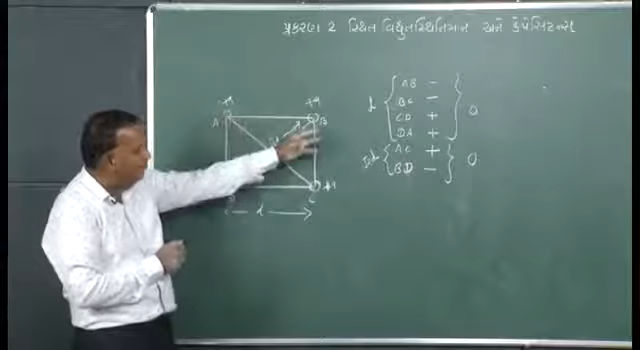 પ્રકરણ 2 સ્થિત વિદ્યુતસ્થિતિમાન અને કેપેસિટન્સ
A B
C
d
d AB -
BC -
CD +
DA +
0
AC +
BD -
0